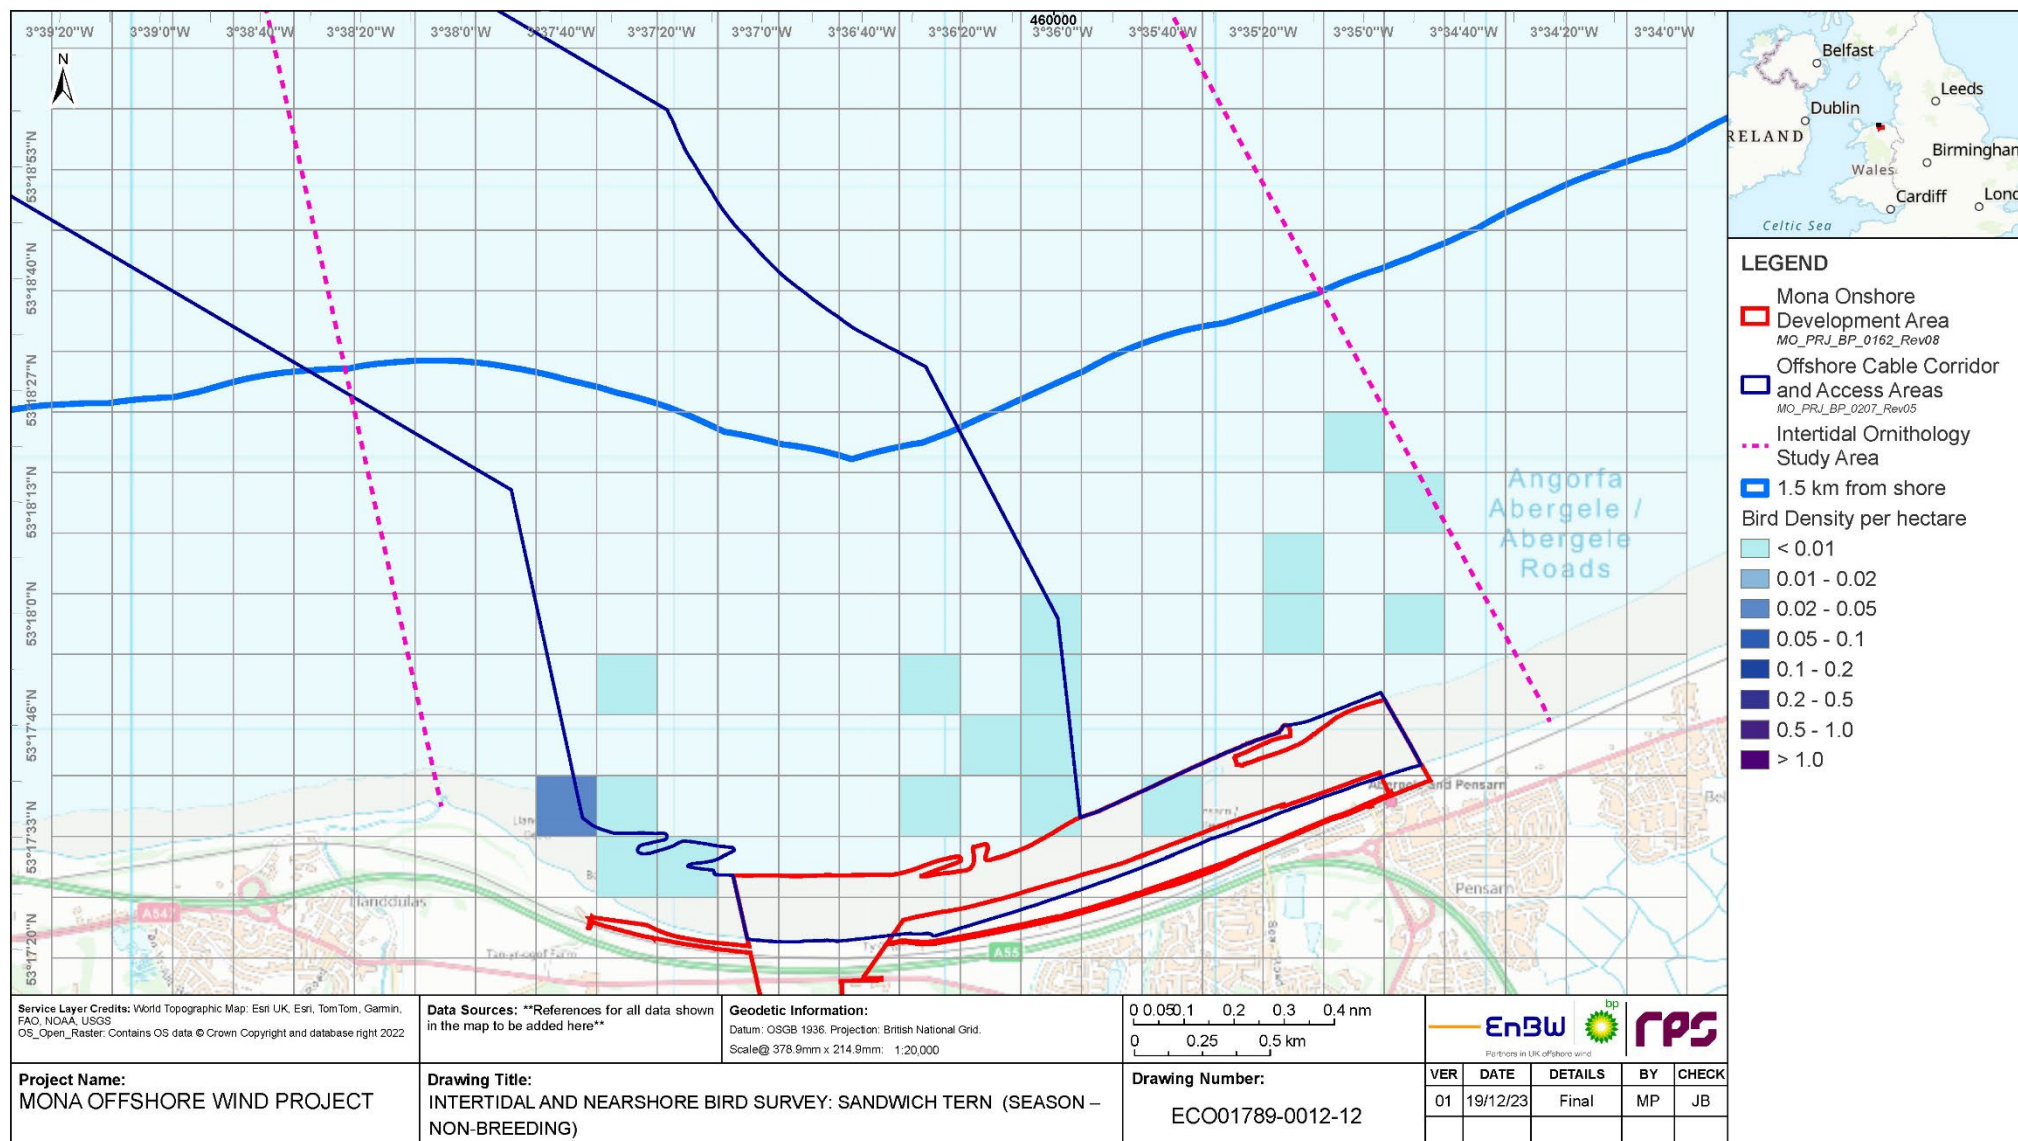 460000
3°39'20"W 3°39'0"W 3°38'40"W 3°38'20"W 3°37'40"W 3°37'20"W 3°37'0"W 3°36'40"W 3°36'20"W 3°36'0"W 3°35'40"W 3°35'20"W 3°35'0"W 3°34'40"W 3°34'20"W 3°34'0"W
N
53°18'53"N
53°18'40"N
53°18'27"N
53°18'13"N
53°18'0"N
53°17'46"N
53°17'33"N
53°17'20"N
Angorfa
Abergele /
Abergele
Roads
Abergele and Pensarn
Pensarn
Llanddulas
A547
A55
Belfast
Leeds
Dublin
RELAND
Birmingham
Wales
Cardiff
Lond
Celtic Sea
LEGEND
Mona Onshore
Development Area
MO_PRJ_BP_0162_Rev08
Offshore Cable Corridor
and Access Areas
MO_PRJ_BP_0207_Rev05
Intertidal Ornithology
Study Area
1.5 km from shore
Bird Density per hectare
< 0.01
0.01 - 0.02
0.02 - 0.05
0.05 - 0.1
0.1 - 0.2
0.2 - 0.5
0.5 - 1.0
> 1.0
Service Layer Credits: World Topographic Map: Esri UK, Esri, TomTom, Garmin,
FAO, NOAA, USGS
OS_Open_Raster: Contains OS data © Crown Copyright and database right 2022
Data Sources: **References for all data shown
in the map to be added here**
Geodetic Information:
Datum: OSGB 1936. Projection: British National Grid.
Scale@ 378.9mm x 214.9mm: 1:20,000
0 0.05 0.1 0.2 0.3 0.4 nm
0 0.25 0.5 km
EnBW
Partners in UK offshore wind
bp
rps
Project Name:
MONA OFFSHORE WIND PROJECT
Drawing Title:
INTERTIDAL AND NEARSHORE BIRD SURVEY: SANDWICH TERN (SEASON –
NON-BREEDING)
Drawing Number:
ECO01789-0012-12
VER DATE DETAILS BY CHECK
01 19/12/23 Final MP JB